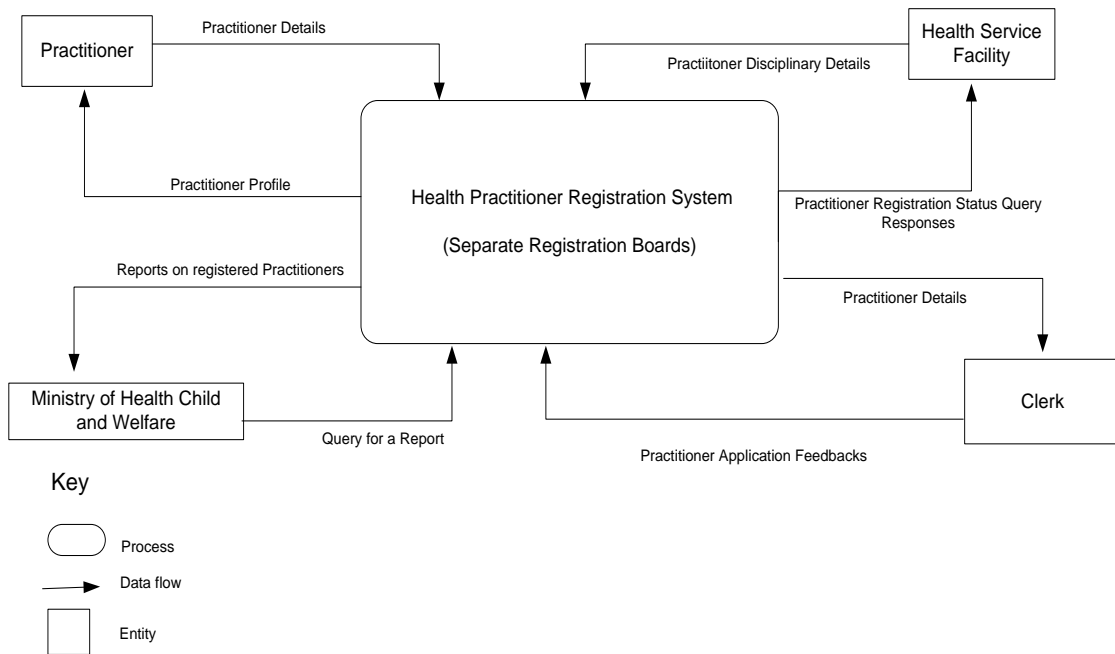 Practitioner
Practitioner Details
Health Service
Facility
Practiitoner Disciplinary Details
Practitioner Profile
Health Practitioner Registration System
(Separate Registration Boards)
Practitioner Registration Status Query
Responses
Reports on registered Practitioners
Practitioner Details
Ministry of Health Child
and Welfare
Query for a Report
Clerk
Practitioner Application Feedbacks
Key
Process
Data flow
Entity